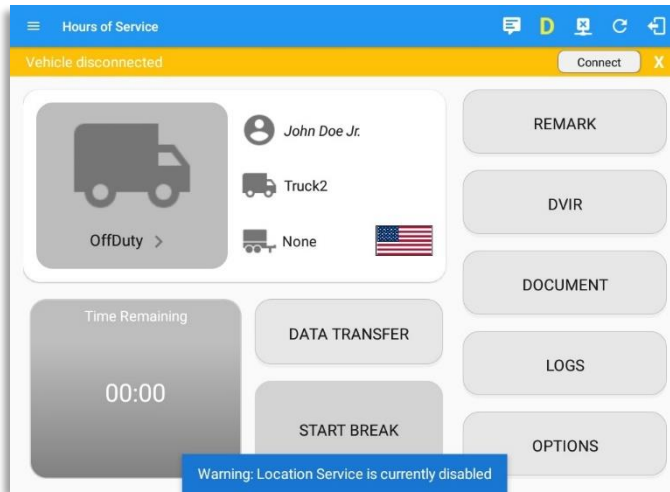 Hours of Service
D
Vehicle disconnected
Connect
X
John Doe Jr.
Truck2
None
OffDuty >
REMARK
DVIR
DOCUMENT
LOGS
OPTIONS
Time Remaining
00:00
DATA TRANSFER
START BREAK
Warning: Location Service is currently disabled